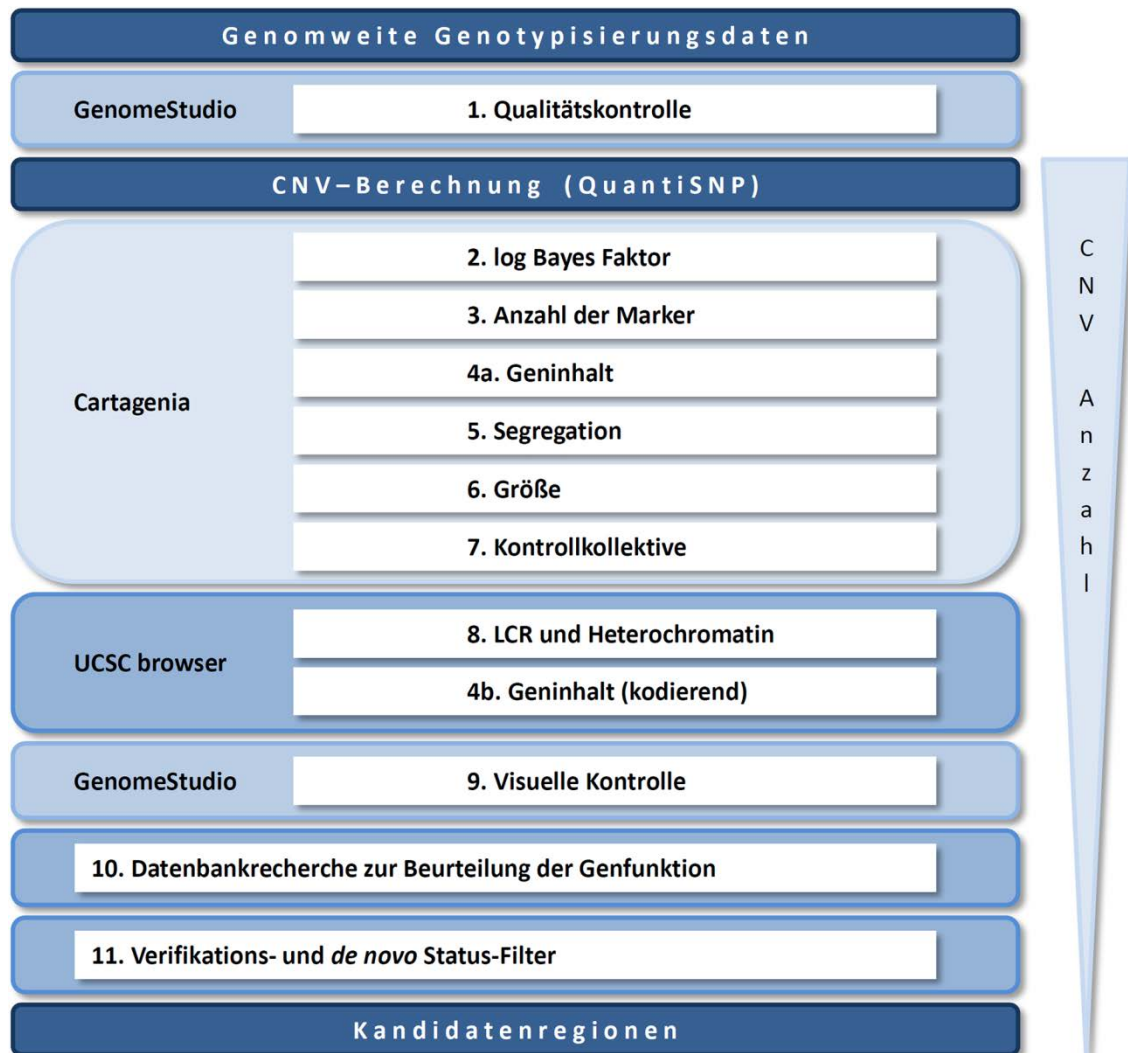 Genomweite Genotypisierungsdaten
GenomeStudio
1. Qualitätskontrolle
CNV–Berechnung (QuantiSNP)
Cartagenia
2. log Bayes Faktor
3. Anzahl der Marker
4a. Geninhalt
5. Segregation
6. Größe
7. Kontrollkollektive
UCSC browser
8. LCR und Heterochromatin
4b. Geninhalt (kodierend)
GenomeStudio
9. Visuelle Kontrolle
10. Datenbankrecherche zur Beurteilung der Genfunktion
11. Verifikations- und de novo Status-Filter
Kandidatenregionen
CNV Anzahl